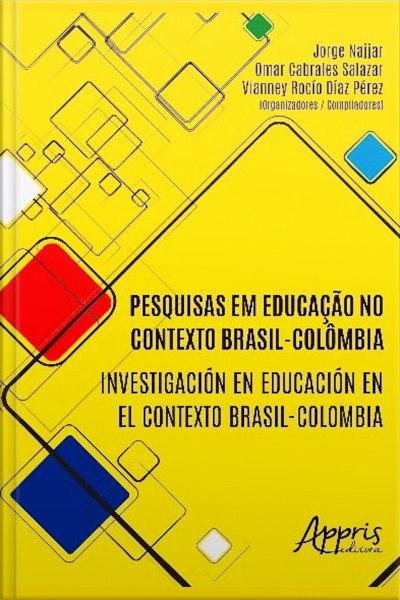 Jorge Najjar
Omar Cabrales Salazar
Vianney Rocío Díaz Pérez
(Organizadores / Compiladores)
PESQUISAS EM EDUCAÇÃO NO
CONTEXTO BRASIL-COLÔMBIA
INVESTIGACIÓN EN EDUCACIÓN EN
EL CONTEXTO BRASIL-COLOMBIA
Appris
editora